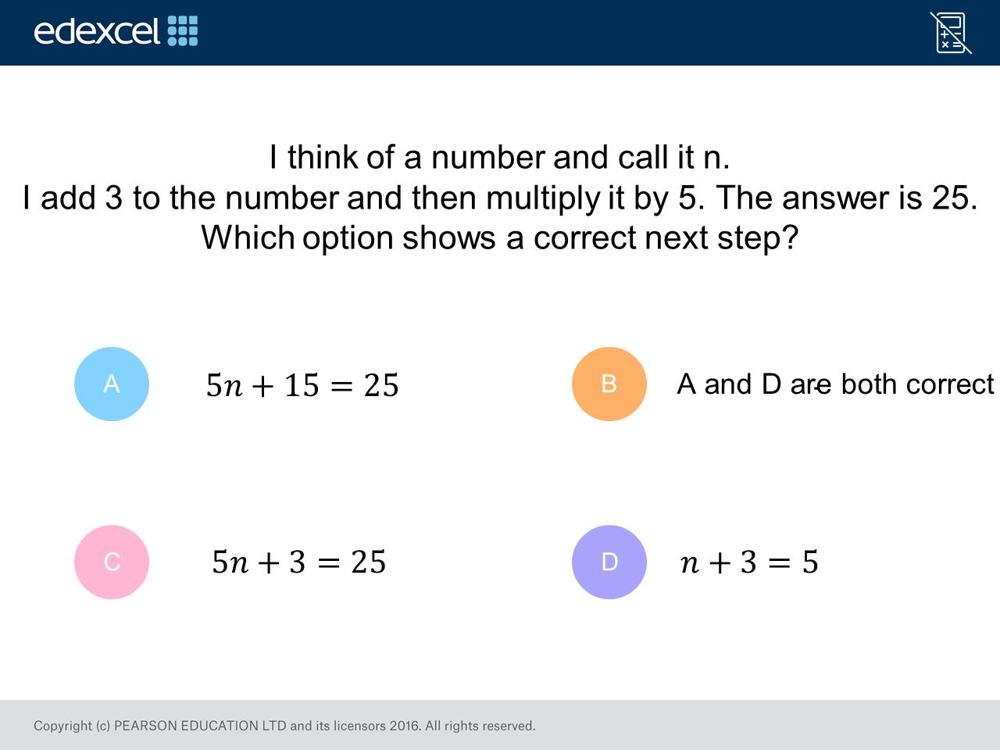 edexcel
I think of a number and call it n.
I add 3 to the number and then multiply it by 5. The answer is 25.
Which option shows a correct next step?
A
5n + 15 = 25
B
A and D are both correct
C
5n + 3 = 25
D
n + 3 = 5
Copyright (c) PEARSON EDUCATION LTD and its licensors 2016. All rights reserved.